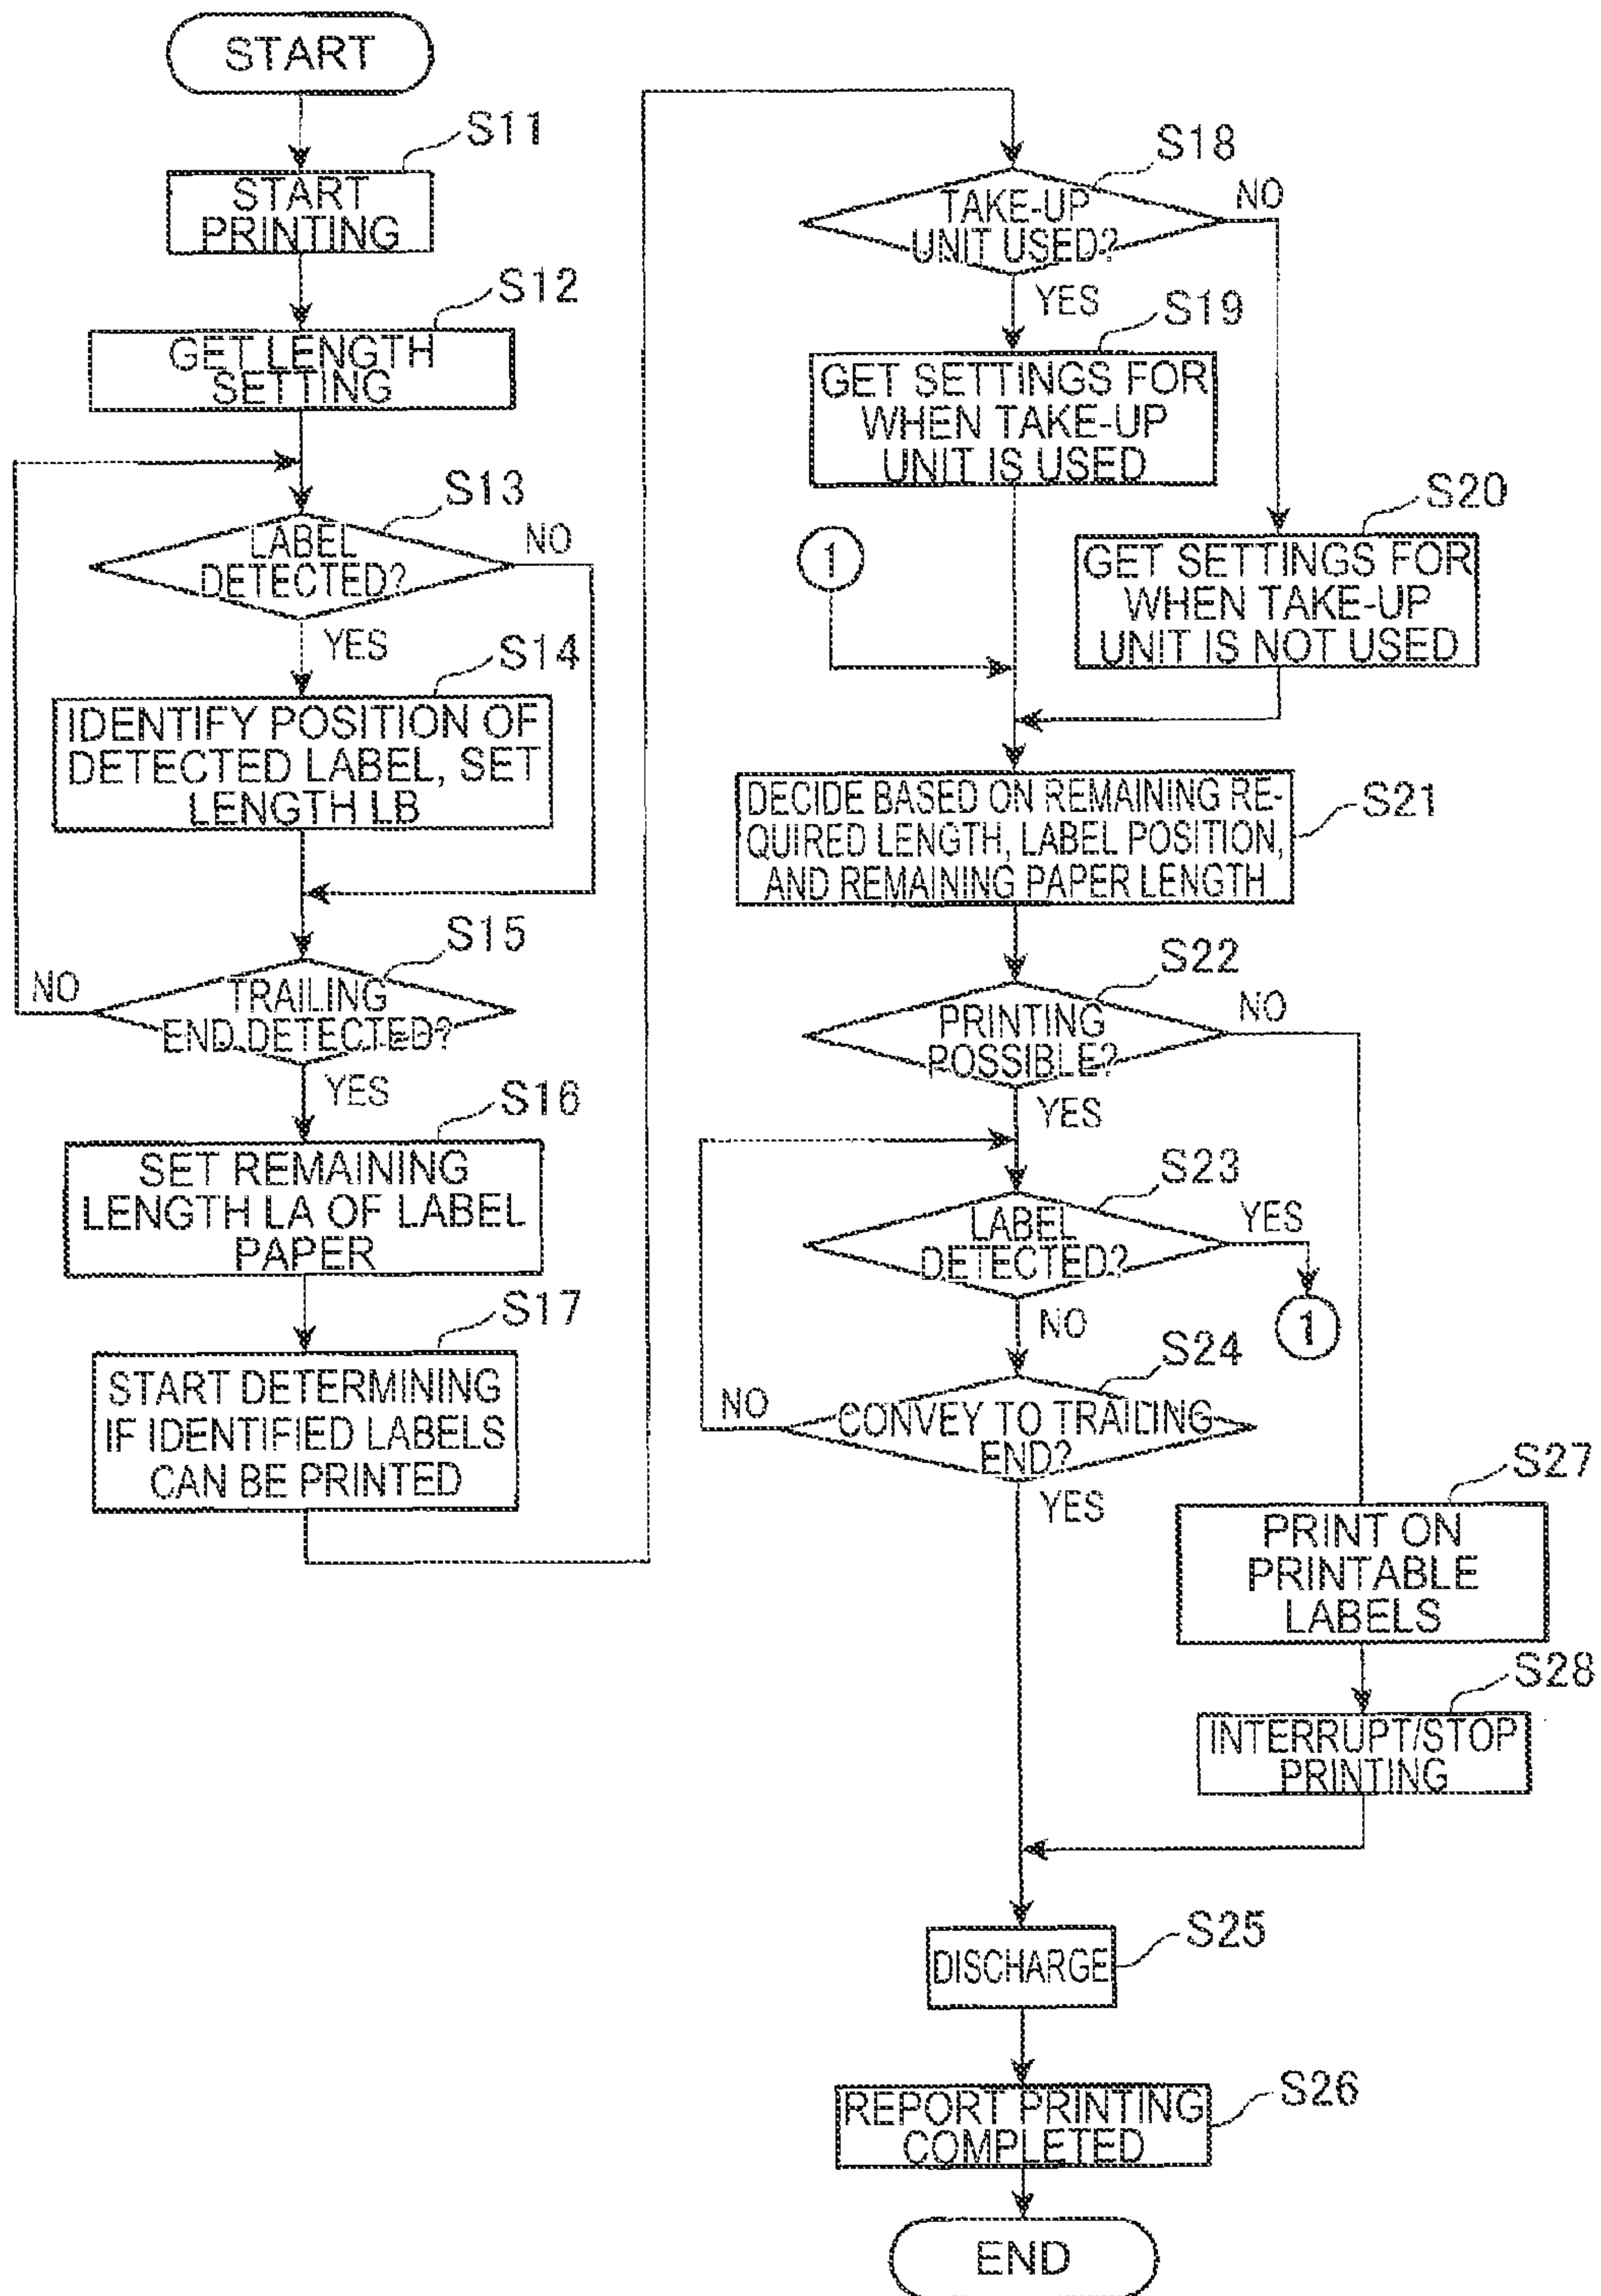 START
S11
START
PRINTING
S12
GET LENGTH
SETTING
S13
LABEL
DETECTED?
NO
YES
S14
IDENTIFY POSITION OF
DETECTED LABEL, SET
LENGTH LB
S15
TRAILING
END DETECTED?
NO
YES
S16
SET REMAINING
LENGTH LA OF LABEL
PAPER
S17
START DETERMINING
IF IDENTIFIED LABELS
CAN BE PRINTED
S18
TAKE-UP
UNIT USED?
NO
YES
S19
GET SETTINGS FOR
WHEN TAKE-UP
UNIT IS USED
S20
GET SETTINGS FOR
WHEN TAKE-UP
UNIT IS NOT USED
1
S21
DECIDE BASED ON REMAINING RE-
QUIRED LENGTH, LABEL POSITION,
AND REMAINING PAPER LENGTH
S22
PRINTING
POSSIBLE?
NO
YES
S23
LABEL
DETECTED?
YES
1
NO
S24
CONVEY TO TRAILING
END?
NO
YES
S27
PRINT ON
PRINTABLE
LABELS
S28
INTERRUPT/STOP
PRINTING
S25
DISCHARGE
S26
REPORT PRINTING
COMPLETED
END